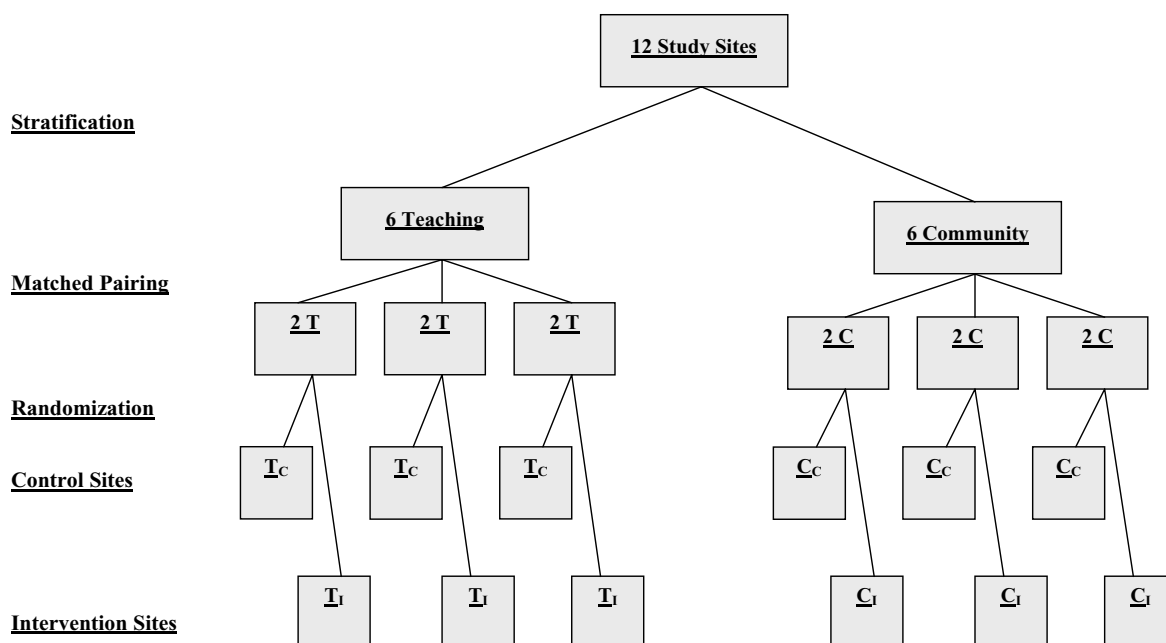 12 Study Sites
Stratification
6 Teaching
6 Community
Matched Pairing
2 T 2 T 2 T
2 C 2 C 2 C
Randomization
Control Sites
TC TC TC
CC CC CC
TI TI TI
CI CI CI
Intervention Sites